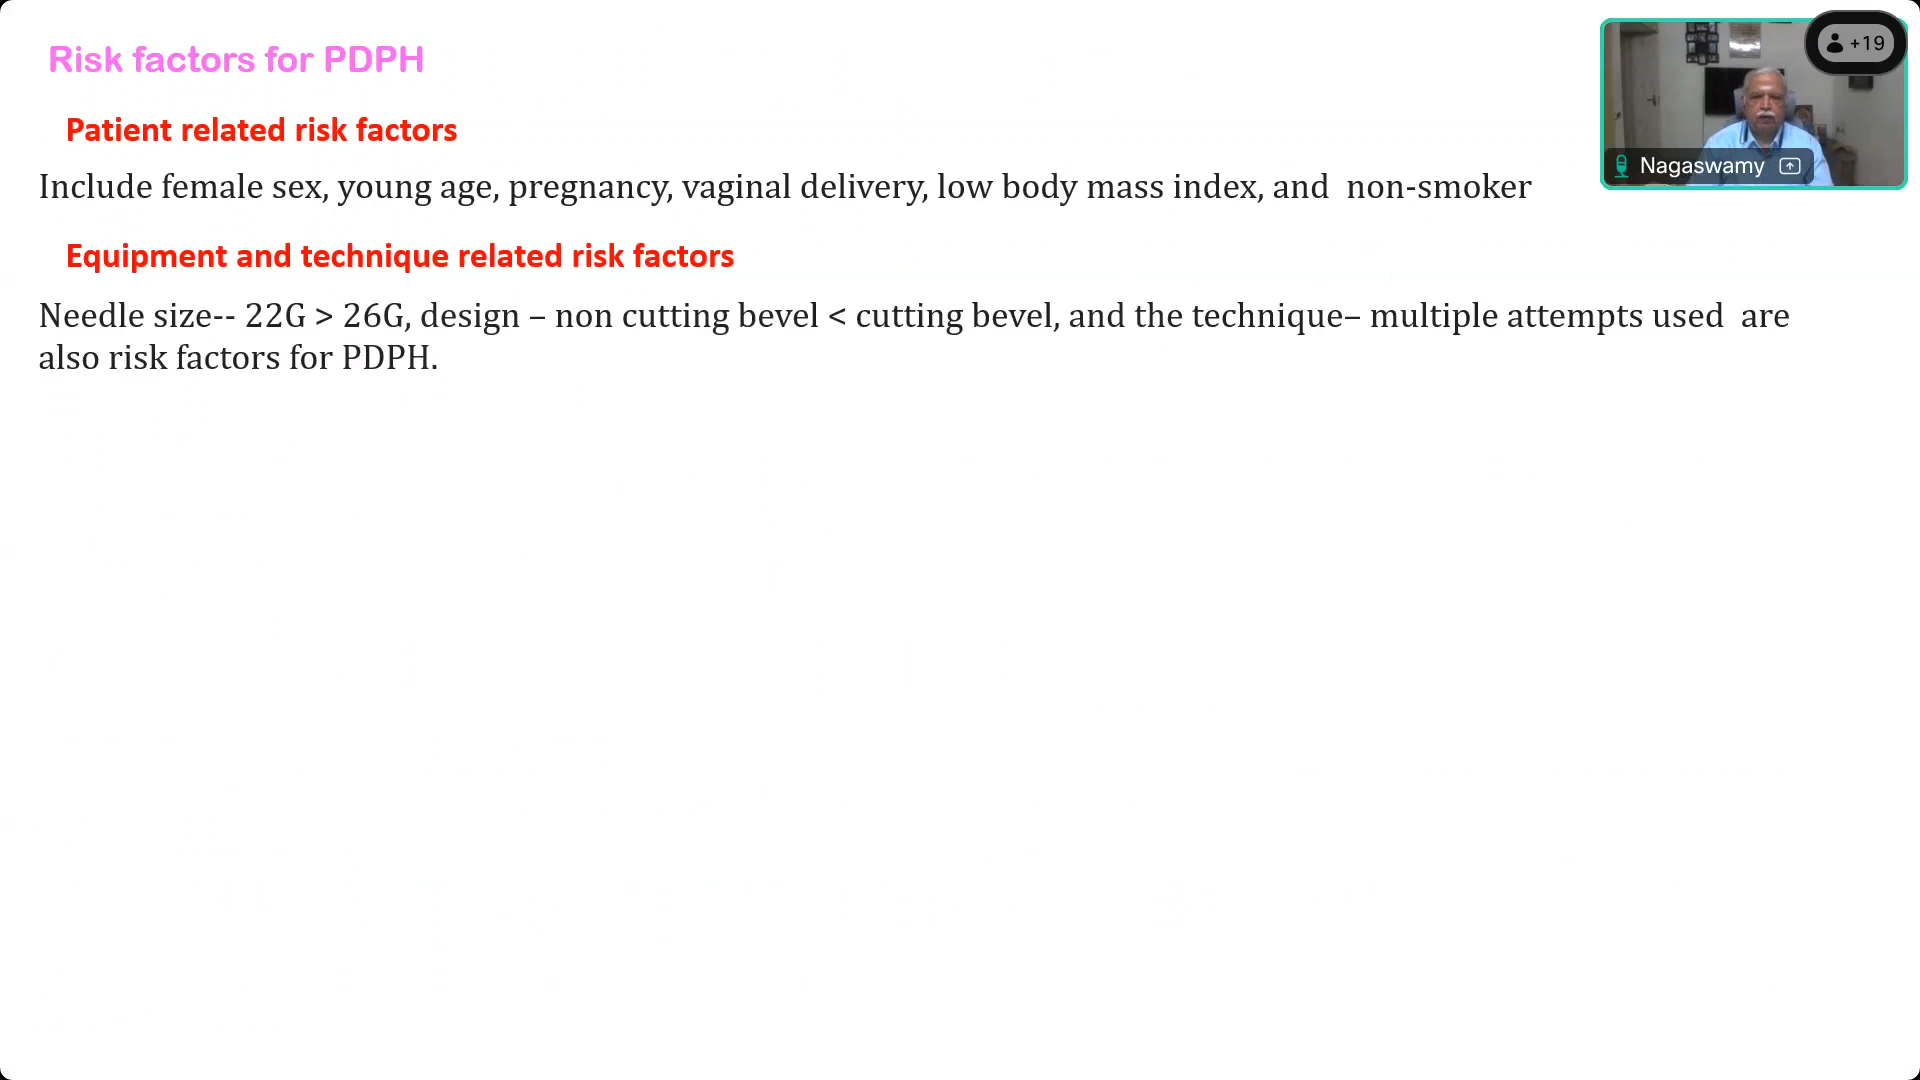 Risk factors for PDPH
+19
Patient related risk factors
Nagaswamy
Include female sex, young age, pregnancy, vaginal delivery, low body mass index, and  non-smoker
Equipment and technique related risk factors
Needle size-- 22G > 26G, design – non cutting bevel < cutting bevel, and the technique– multiple attempts used  are
also risk factors for PDPH.